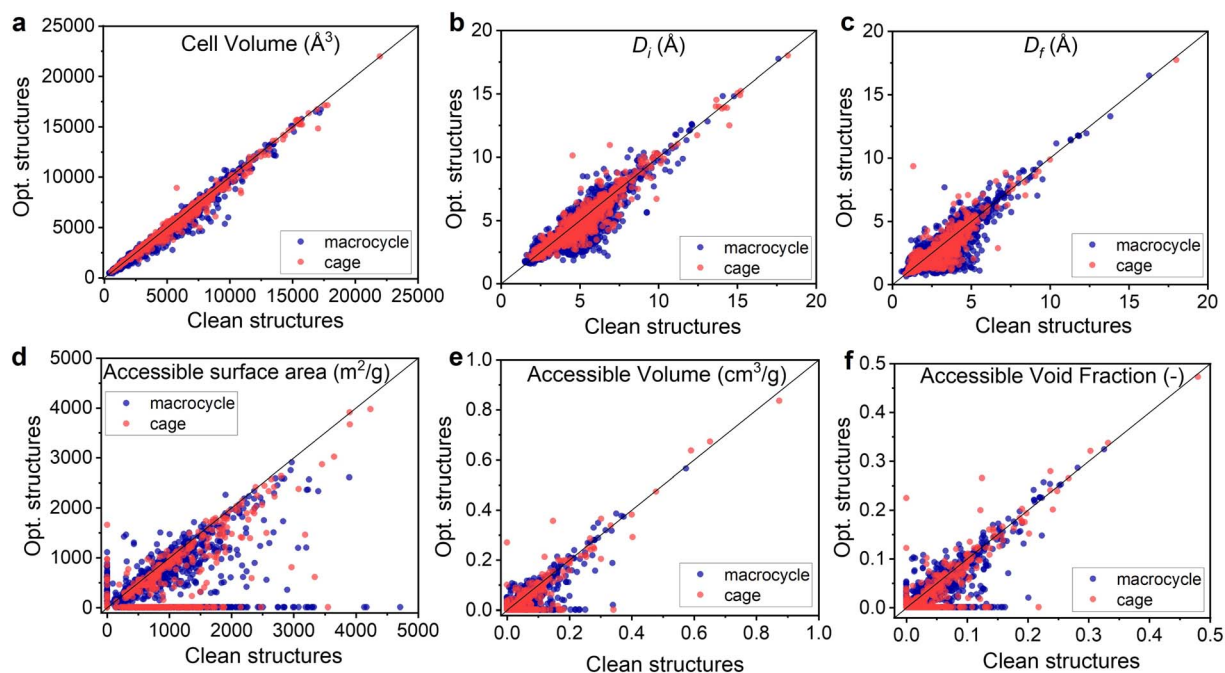 a
Cell Volume (Å³)
25000
20000
15000
10000
5000
0
Opt. structures
macrocycle
cage
0 5000 10000 15000 20000 25000
Clean structures
b
Dᵢ (Å)
20
15
10
5
0
Opt. structures
macrocycle
cage
0 5 10 15 20
Clean structures
c
D_f (Å)
20
15
10
5
0
Opt. structures
macrocycle
cage
0 5 10 15 20
Clean structures
d
Accessible surface area (m²/g)
5000
4000
3000
2000
1000
0
Opt. structures
macrocycle
cage
0 1000 2000 3000 4000 5000
Clean structures
e
Accessible Volume (cm³/g)
1.0
0.8
0.6
0.4
0.2
0.0
Opt. structures
macrocycle
cage
0.0 0.2 0.4 0.6 0.8 1.0
Clean structures
f
Accessible Void Fraction (-)
0.5
0.4
0.3
0.2
0.1
0.0
Opt. structures
macrocycle
cage
0.0 0.1 0.2 0.3 0.4 0.5
Clean structures